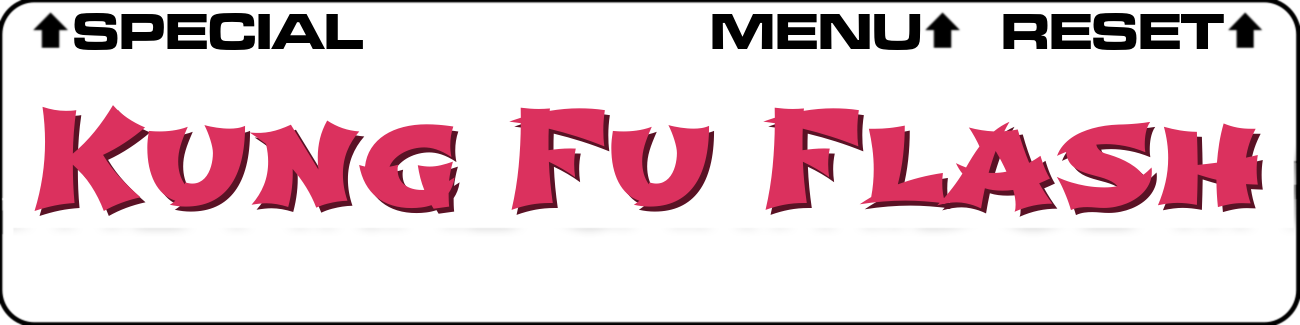 SPECIAL MENU RESET
KUNG FU FLASH